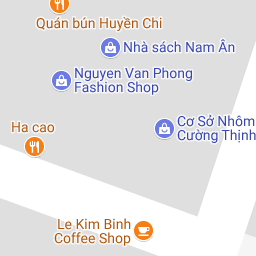 Quán bún Huyền Chi
Nhà sách Nam Ân
Nguyen Van Phong
Fashion Shop
Cơ Sở Nhôm
Cường Thịnh
Ha cao
Le Kim Binh
Coffee Shop